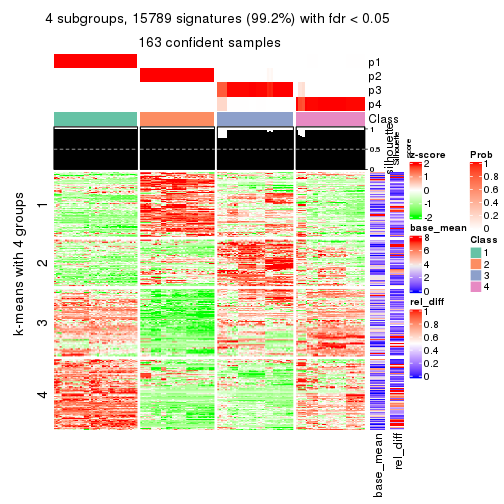 4 subgroups, 15789 signatures (99.2%) with fdr < 0.05
163 confident samples
p1
p2
p3
p4
Class
silhouette
Silhouette
score
1
0.5
0
k-means with 4 groups
1
2
3
4
base_mean
rel_diff
z-score
2
1
0
-1
-2
base_mean
8
6
4
2
0
rel_diff
1
0.8
0.6
0.4
0.2
0
Prob
1
0.8
0.6
0.4
0.2
0
Class
1
2
3
4